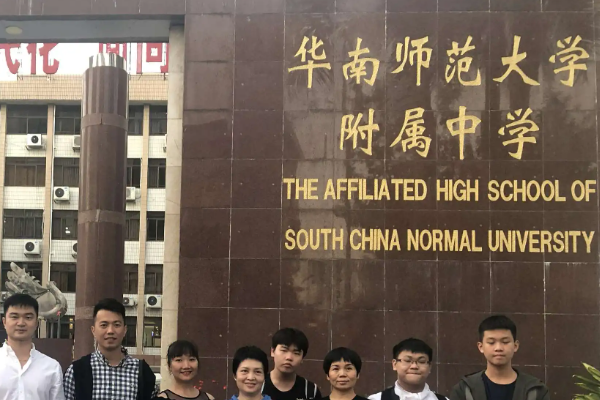 华南师范大学
附属中学
THE AFFILIATED HIGH SCHOOL OF
SOUTH CHINA NORMAL UNIVERSITY